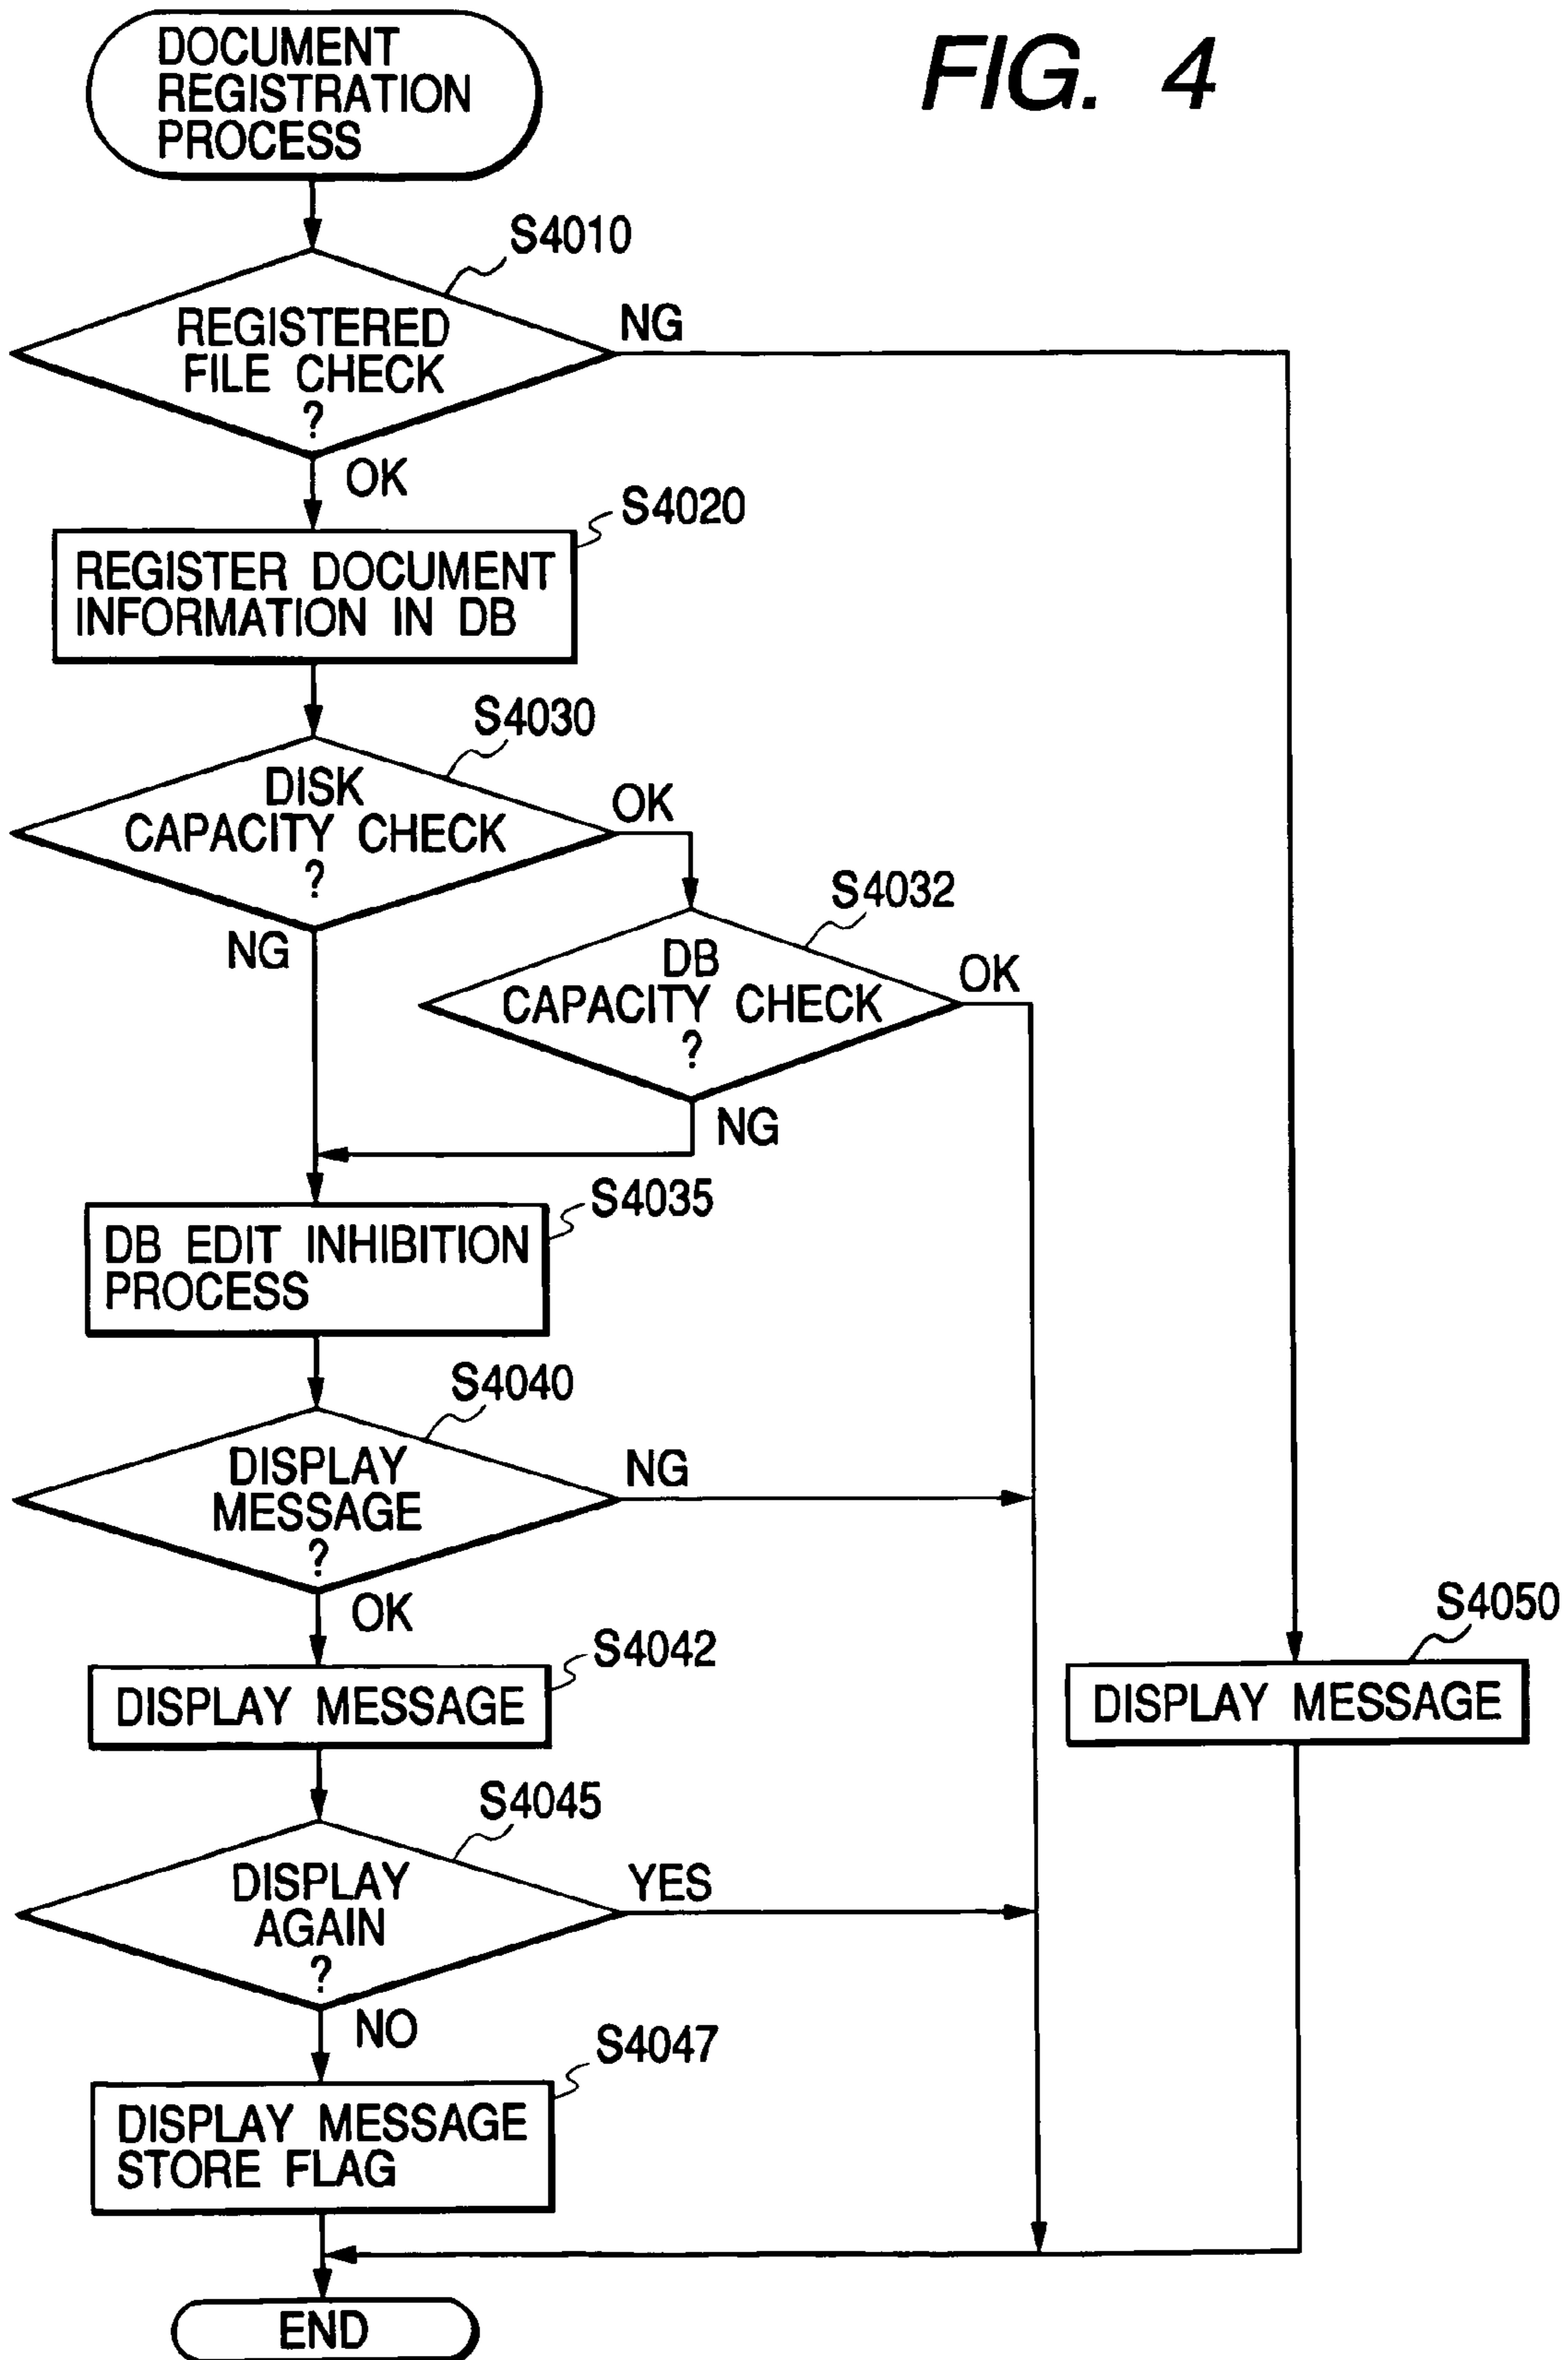 DOCUMENT
REGISTRATION
PROCESS
FIG. 4
S4010
REGISTERED
FILE CHECK
?
NG
OK
S4020
REGISTER DOCUMENT
INFORMATION IN DB
S4030
DISK
CAPACITY CHECK
?
OK
NG
S4032
DB
CAPACITY CHECK
?
OK
NG
S4035
DB EDIT INHIBITION
PROCESS
S4040
DISPLAY
MESSAGE
?
NG
OK
S4042
DISPLAY MESSAGE
S4050
DISPLAY MESSAGE
S4045
DISPLAY
AGAIN
?
YES
NO
S4047
DISPLAY MESSAGE
STORE FLAG
END